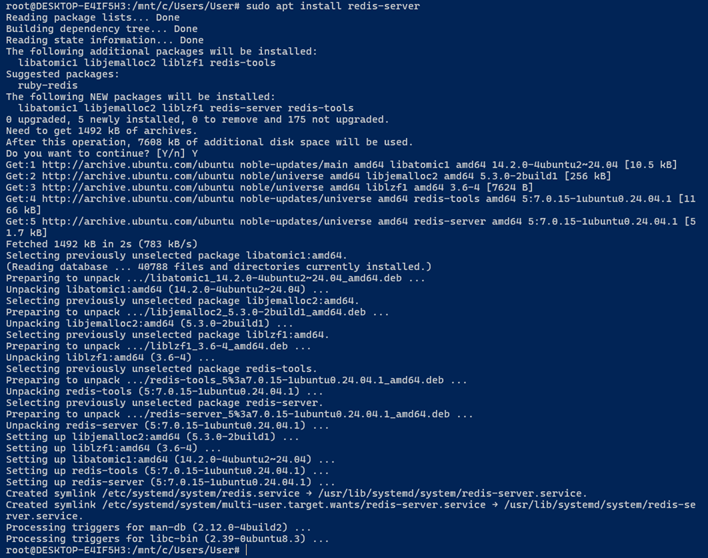 root@DESKTOP-E4IF5H3:/mnt/c/Users/User# sudo apt install redis-server
Reading package lists... Done
Building dependency tree... Done
Reading state information... Done
The following additional packages will be installed:
  libatomic1 libjemalloc2 liblzf1 redis-tools
Suggested packages:
  ruby-redis
The following NEW packages will be installed:
  libatomic1 libjemalloc2 liblzf1 redis-server redis-tools
0 upgraded, 5 newly installed, 0 to remove and 175 not upgraded.
Need to get 1492 kB of archives.
After this operation, 7608 kB of additional disk space will be used.
Do you want to continue? [Y/n] Y
Get:1 http://archive.ubuntu.com/ubuntu noble-updates/main amd64 libatomic1 amd64 14.2.0-4ubuntu2~24.04 [10.5 kB]
Get:2 http://archive.ubuntu.com/ubuntu noble/universe amd64 libjemalloc2 amd64 5.3.0-2build1 [256 kB]
Get:3 http://archive.ubuntu.com/ubuntu noble/universe amd64 liblzf1 amd64 3.6-4 [7624 B]
Get:4 http://archive.ubuntu.com/ubuntu noble-updates/universe amd64 redis-tools amd64 5:7.0.15-1ubuntu0.24.04.1 [11
66 kB]
Get:5 http://archive.ubuntu.com/ubuntu noble-updates/universe amd64 redis-server amd64 5:7.0.15-1ubuntu0.24.04.1 [5
1.7 kB]
Fetched 1492 kB in 2s (783 kB/s)
Selecting previously unselected package libatomic1:amd64.
(Reading database ... 40788 files and directories currently installed.)
Preparing to unpack .../libatomic1_14.2.0-4ubuntu2~24.04_amd64.deb ...
Unpacking libatomic1:amd64 (14.2.0-4ubuntu2~24.04) ...
Selecting previously unselected package libjemalloc2:amd64.
Preparing to unpack .../libjemalloc2_5.3.0-2build1_amd64.deb ...
Unpacking libjemalloc2:amd64 (5.3.0-2build1) ...
Selecting previously unselected package liblzf1:amd64.
Preparing to unpack .../liblzf1_3.6-4_amd64.deb ...
Unpacking liblzf1:amd64 (3.6-4) ...
Selecting previously unselected package redis-tools.
Preparing to unpack .../redis-tools_5%3a7.0.15-1ubuntu0.24.04.1_amd64.deb ...
Unpacking redis-tools (5:7.0.15-1ubuntu0.24.04.1) ...
Selecting previously unselected package redis-server.
Preparing to unpack .../redis-server_5%3a7.0.15-1ubuntu0.24.04.1_amd64.deb ...
Unpacking redis-server (5:7.0.15-1ubuntu0.24.04.1) ...
Setting up libjemalloc2:amd64 (5.3.0-2build1) ...
Setting up liblzf1:amd64 (3.6-4) ...
Setting up libatomic1:amd64 (14.2.0-4ubuntu2~24.04) ...
Setting up redis-tools (5:7.0.15-1ubuntu0.24.04.1) ...
Setting up redis-server (5:7.0.15-1ubuntu0.24.04.1) ...
Created symlink /etc/systemd/system/redis.service → /usr/lib/systemd/system/redis-server.service.
Created symlink /etc/systemd/system/multi-user.target.wants/redis-server.service → /usr/lib/systemd/system/redis-se
rver.service.
Processing triggers for man-db (2.12.0-4build2) ...
Processing triggers for libc-bin (2.39-0ubuntu8.3) ...
root@DESKTOP-E4IF5H3:/mnt/c/Users/User#